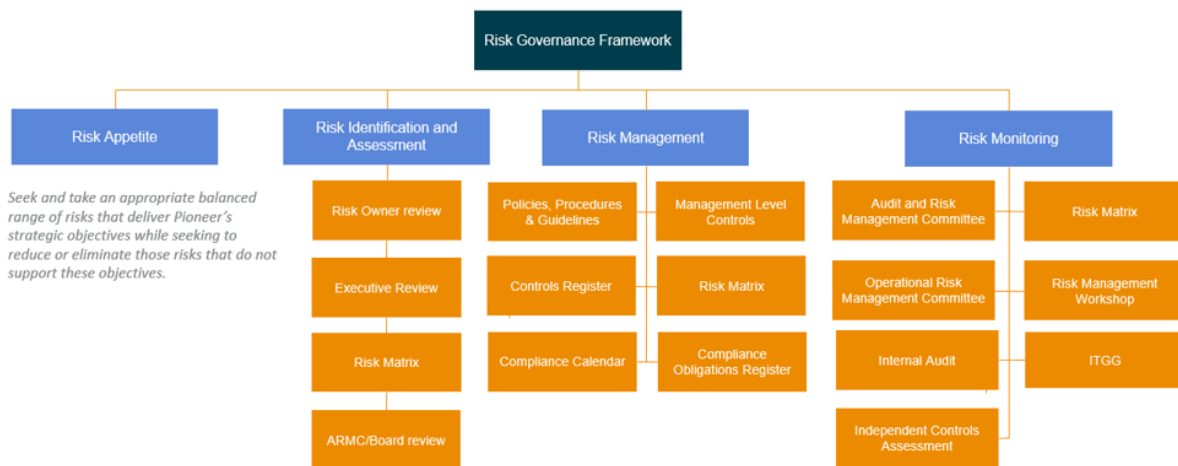 Risk Governance Framework
Risk Appetite
Seek and take an appropriate balanced
range of risks that deliver Pioneer's
strategic objectives while seeking to
reduce or eliminate those risks that do not
support these objectives.
Risk Identification and
Assessment
Risk Owner review
Executive Review
Risk Matrix
ARMC/Board review
Risk Management
Policies, Procedures
& Guidelines
Management Level
Controls
Controls Register
Risk Matrix
Compliance Calendar
Compliance
Obligations Register
Risk Monitoring
Audit and Risk
Management Committee
Risk Matrix
Operational Risk
Management Committee
Risk Management
Workshop
Internal Audit
ITGG
Independent Controls
Assessment